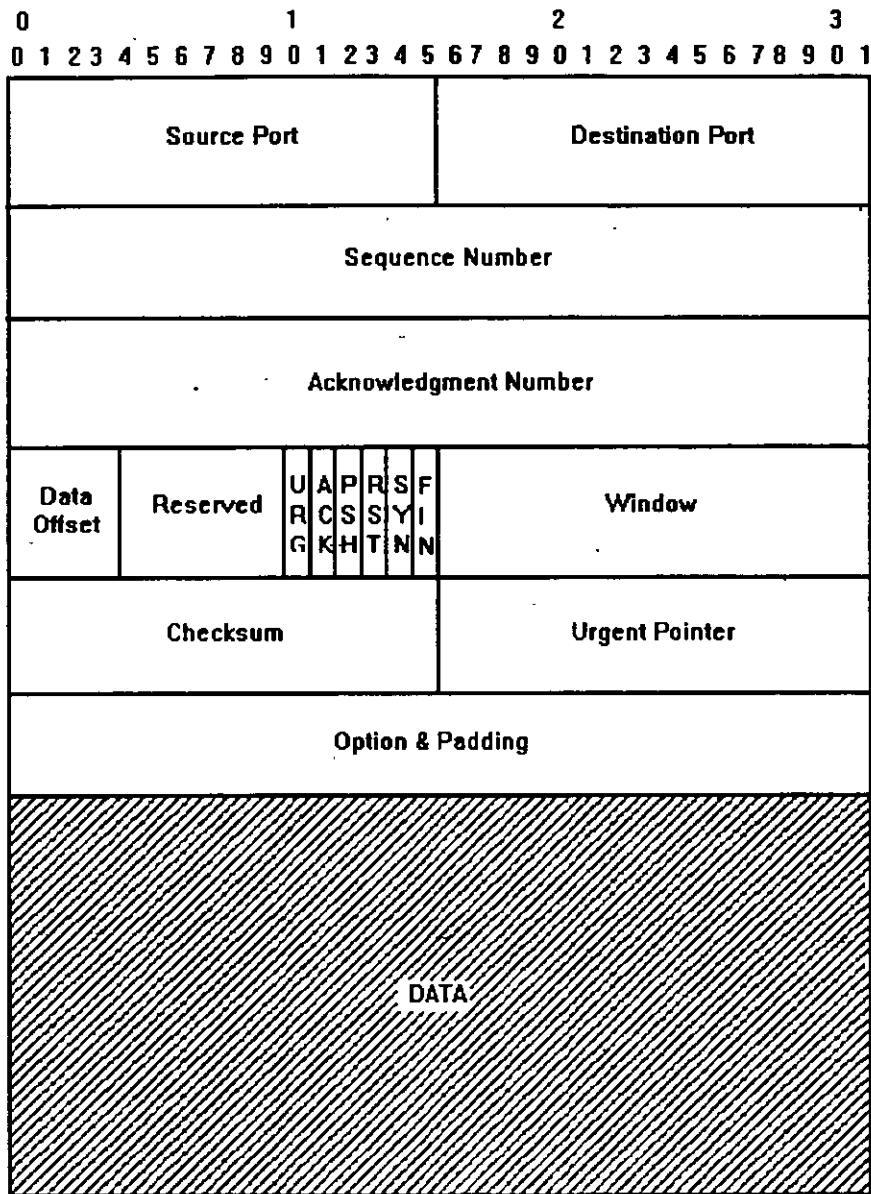 0 1 2 3
0 1 2 3 4 5 6 7 8 9 0 1 2 3 4 5 6 7 8 9 0 1 2 3 4 5 6 7 8 9 0 1
Source Port Destination Port
Sequence Number
Acknowledgment Number
Data Offset Reserved URG ACK PSH RST SYN FIN Window
Checksum Urgent Pointer
Option & Padding
DATA